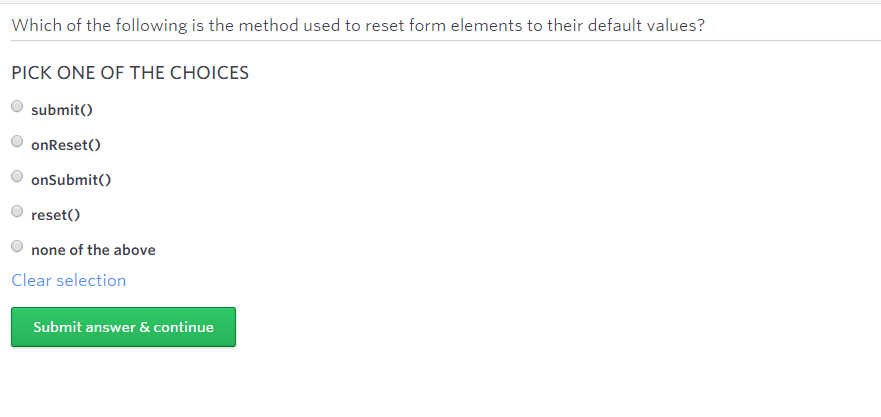 Which of the following is the method used to reset form elements to their default values?
PICK ONE OF THE CHOICES
submit()
onReset()
onSubmit()
reset()
none of the above
Clear selection
Submit answer & continue